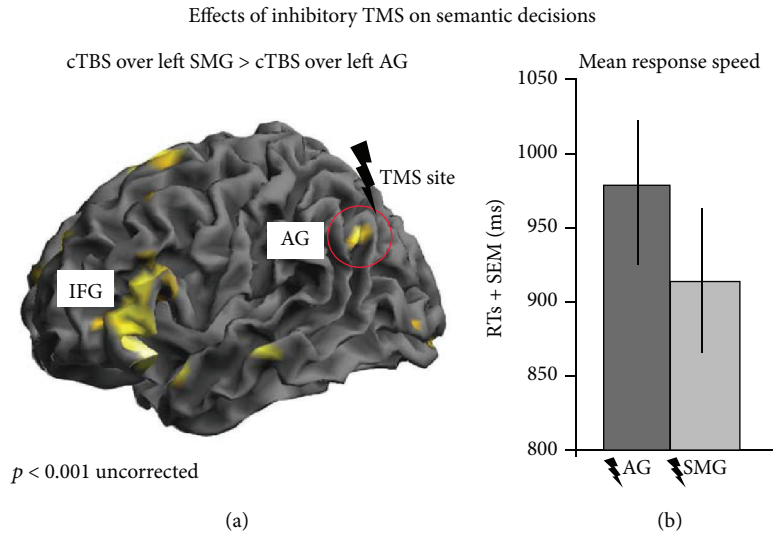 Effects of inhibitory TMS on semantic decisions
cTBS over left SMG > cTBS over left AG
TMS site
AG
IFG
p < 0.001 uncorrected
(a)
Mean response speed
RTs + SEM (ms)
1050
1000
950
900
850
800
AG
SMG
(b)